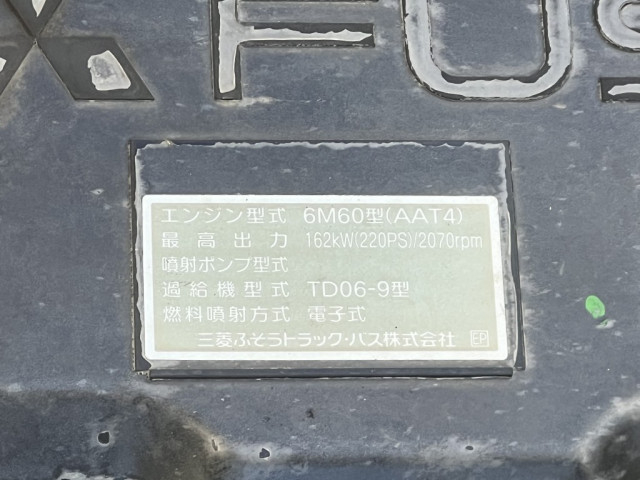 FUS
エンジン型式 6M60型(AAT4)
最高出力 162kW(220PS)/2070rpm
噴射ポンプ型式
過給機型式 TD06-9型
燃料噴射方式 電子式
三菱ふそうトラック・バス株式会社 EP